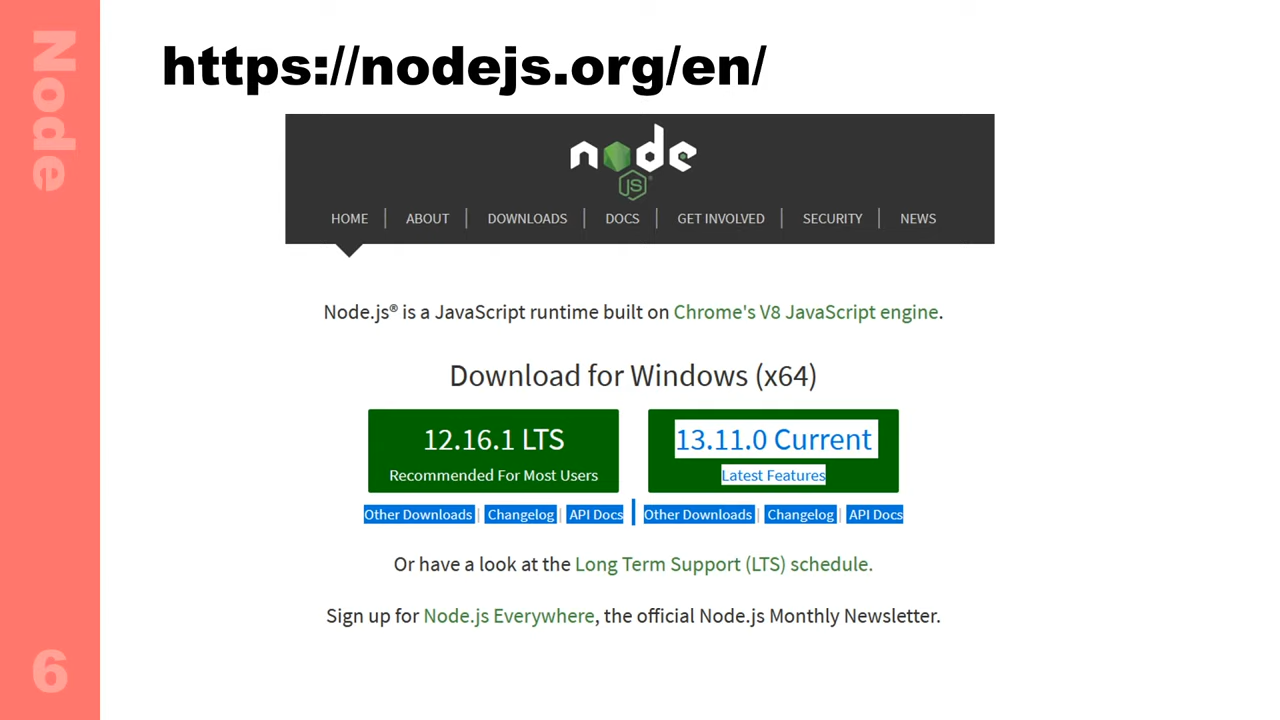 Node
https://nodejs.org/en/
node
JS
HOME | ABOUT | DOWNLOADS | DOCS | GET INVOLVED | SECURITY | NEWS
Node.js® is a JavaScript runtime built on Chrome's V8 JavaScript engine.
Download for Windows (x64)
12.16.1 LTS
Recommended For Most Users
13.11.0 Current
Latest Features
Other Downloads | Changelog | API Docs
Other Downloads | Changelog | API Docs
Or have a look at the Long Term Support (LTS) schedule.
Sign up for Node.js Everywhere, the official Node.js Monthly Newsletter.
6